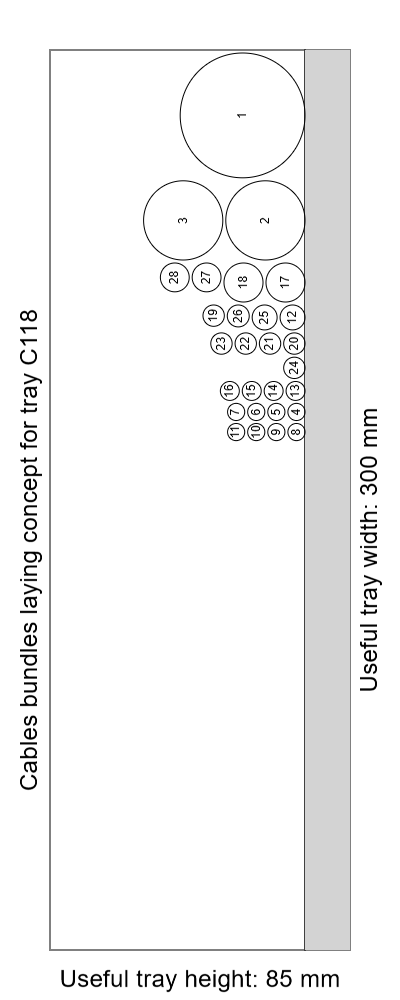 Cables bundles laying concept for tray C118
1
3 2
28 27 18 17
19 26 25 12
23 22 21 20
24
16 15 14 13
7 6 5 4
11 10 9 8
Useful tray width: 300 mm
Useful tray height: 85 mm